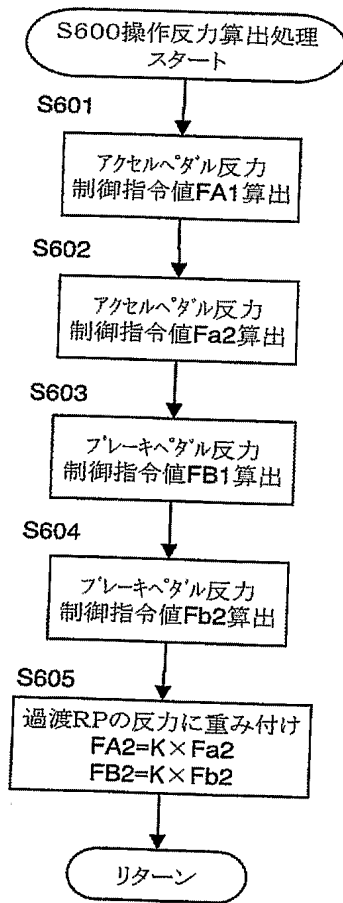 S600操作反力算出処理
スタート
S601
アクセルペダル反力
制御指令値FA1算出
S602
アクセルペダル反力
制御指令値Fa2算出
S603
ブレーキペダル反力
制御指令値FB1算出
S604
ブレーキペダル反力
制御指令値Fb2算出
S605
過渡RPの反力に重み付け
FA2=K×Fa2
FB2=K×Fb2
リターン